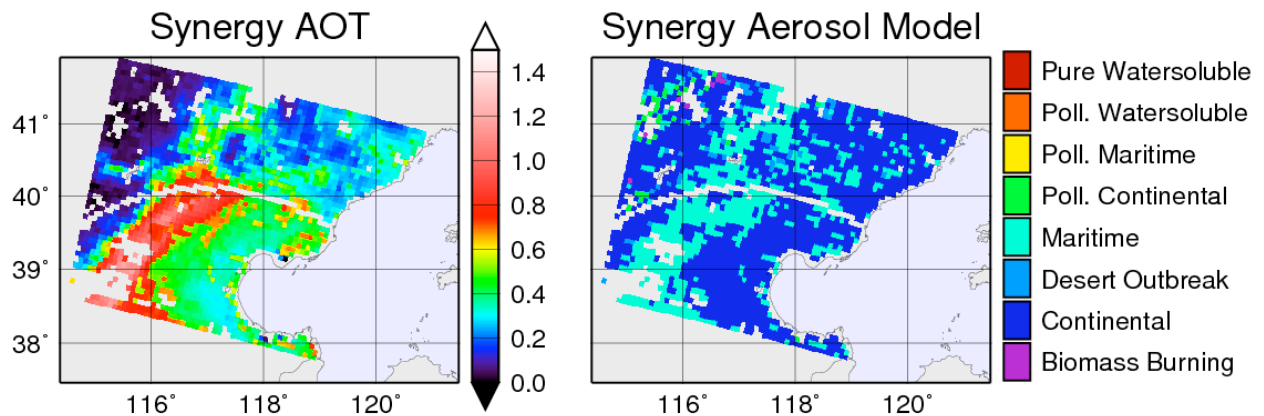 Synergy AOT
41°
40°
39°
38°
116°
118°
120°
1.4
1.2
1.0
0.8
0.6
0.4
0.2
0.0
Synergy Aerosol Model
116°
118°
120°
Pure Watersoluble
Poll. Watersoluble
Poll. Maritime
Poll. Continental
Maritime
Desert Outbreak
Continental
Biomass Burning